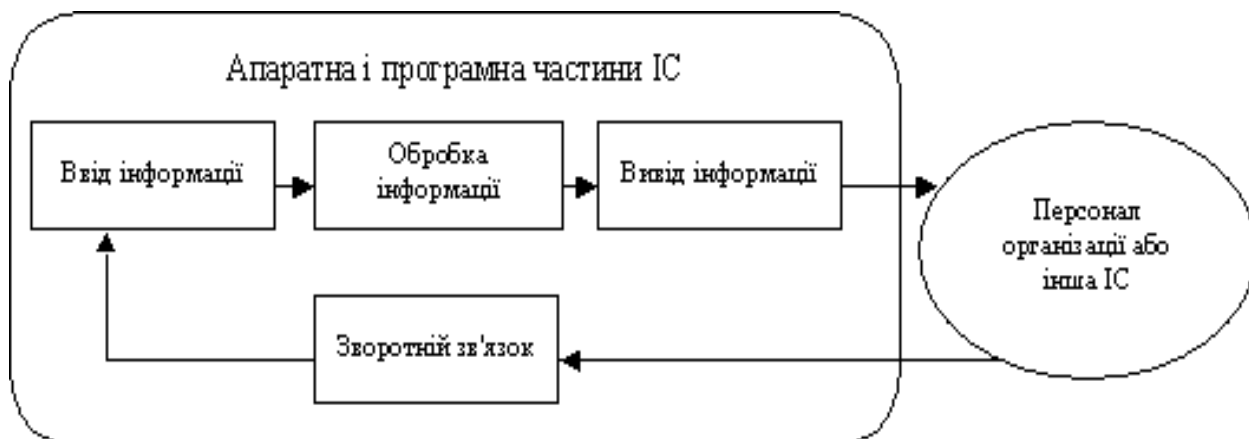 Апаратна і програмна частини ІС
Ввід інформації
Обробка
інформації
Вивід інформації
Персонал
організації або
інша ІС
Зворотній зв'язок